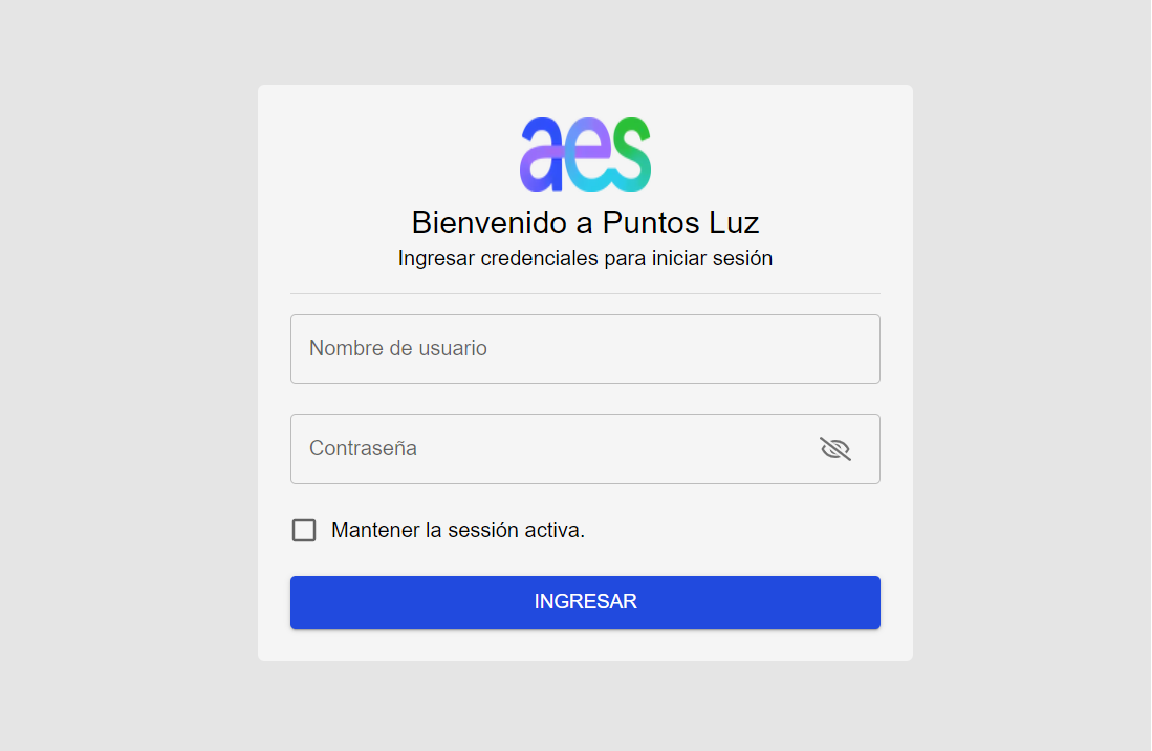 aes
Bienvenido a Puntos Luz
Ingresar credenciales para iniciar sesión
Nombre de usuario
Contraseña
Mantener la sessión activa.
INGRESAR